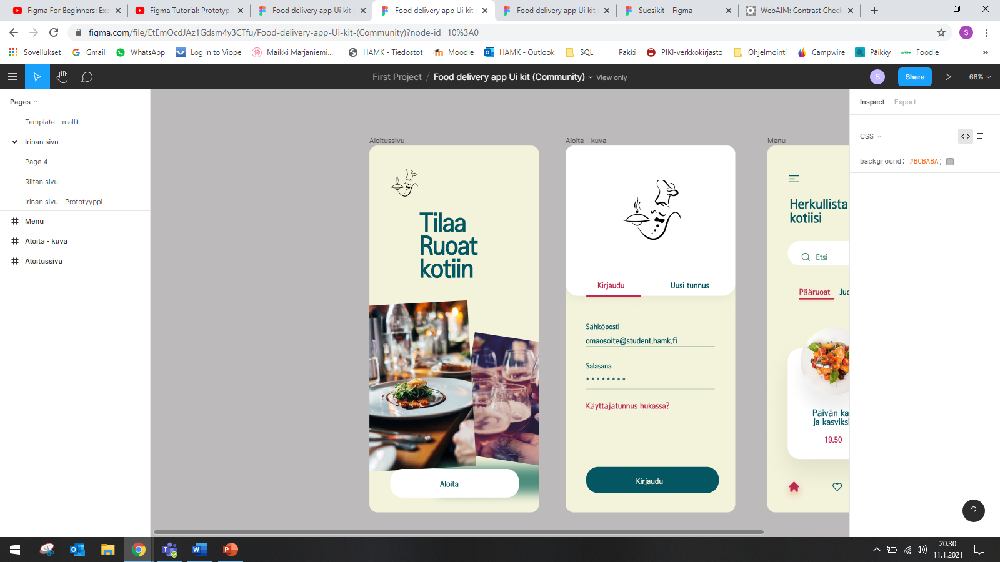 Figma For Beginners: Exp
Figma Tutorial: Prototypi
Food delivery app Ui kit (
Food delivery app Ui kit
Food delivery app Ui kit (
Suosikit – Figma
WebAIM: Contrast Check
figma.com/file/EtEmOcdJAz1Gdsm4y3CTfu/Food-delivery-app-Ui-kit-(Community)?node-id=10%3A0
S
Sovellukset
Gmail
WhatsApp
Log in to Viope
Maikki Marjaniemi...
HAMK - Tiedostot
Moodle
HAMK - Outlook
SQL
Pakki
PIKI-verkkokirjasto
Ohjelmointi
Campwire
Päikky
Foodie
»
First Project / Food delivery app Ui kit (Community) View only
S
Share
66%
Pages
Template - mallit
Irinan sivu
Page 4
Riitan sivu
Irinan sivu - Prototyyppi
Menu
Aloita - kuva
Aloitussivu
Aloitussivu
Tilaa
Ruoat
kotiin
Aloita
Aloita - kuva
Kirjaudu
Uusi tunnus
Sähköposti
omaosoite@student.hamk.fi
Salasana
* * * * * * * *
Käyttäjätunnus hukassa?
Kirjaudu
Menu
Herkullista
kotiisi
Etsi
Pääruoat
Juo
Päivän ka
ja kasviksi
19.50
Inspect
Export
CSS
background: #BCBABA;
?
20.30
11.1.2021